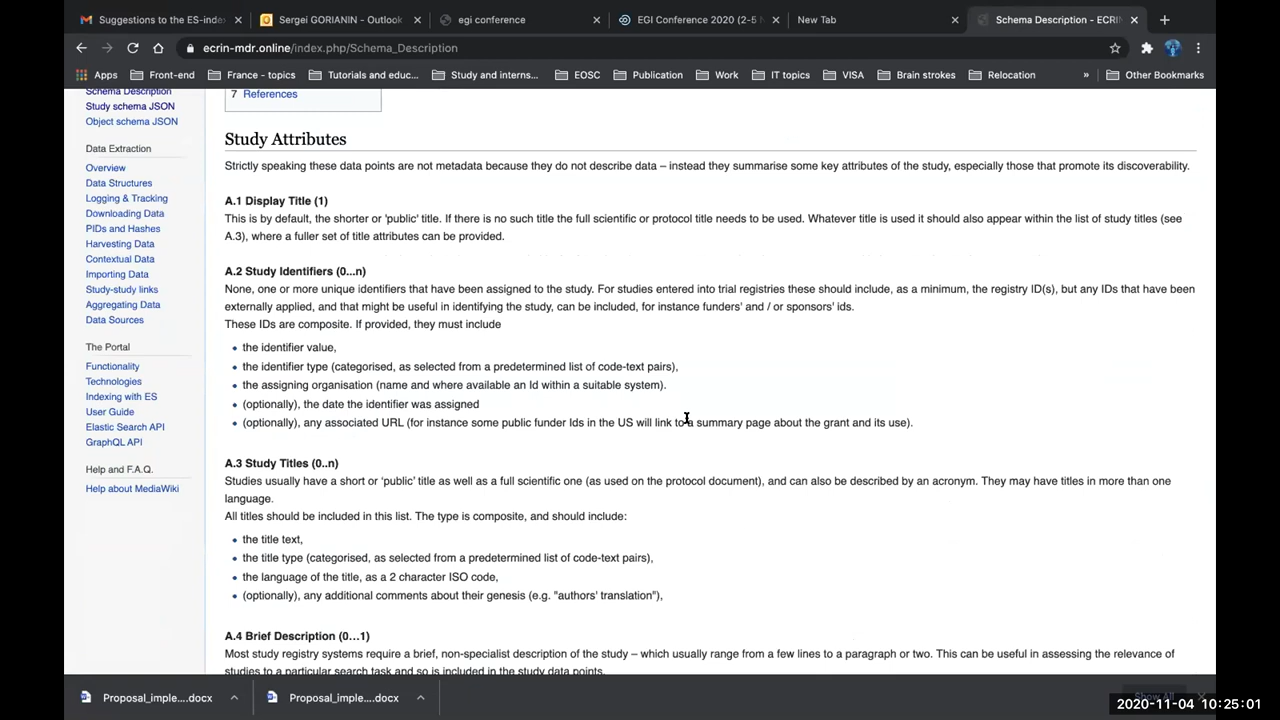 Suggestions to the ES-inde
Sergei GORIANIN - Outlook
egi conference
EGI Conference 2020 (2-5 N
New Tab
Schema Description - ECRIN
ecrin-mdr.online/index.php/Schema_Description
Apps
Front-end
France - topics
Tutorials and educ...
Study and interns...
EOSC
Publication
Work
IT topics
VISA
Brain strokes
Relocation
»
Other Bookmarks
Schema Description
Study schema JSON
Object schema JSON
Data Extraction
Overview
Data Structures
Logging & Tracking
Downloading Data
PIDs and Hashes
Harvesting Data
Contextual Data
Importing Data
Study-study links
Aggregating Data
Data Sources
The Portal
Functionality
Technologies
Indexing with ES
User Guide
Elastic Search API
GraphQL API
Help and F.A.Q.
Help about MediaWiki
7 References
Study Attributes
Strictly speaking these data points are not metadata because they do not describe data – instead they summarise some key attributes of the study, especially those that promote its discoverability.
A.1 Display Title (1)
This is by default, the shorter or 'public' title. If there is no such title the full scientific or protocol title needs to be used. Whatever title is used it should also appear within the list of study titles (see
A.3), where a fuller set of title attributes can be provided.
A.2 Study Identifiers (0...n)
None, one or more unique identifiers that have been assigned to the study. For studies entered into trial registries these should include, as a minimum, the registry ID(s), but any IDs that have been
externally applied, and that might be useful in identifying the study, can be included, for instance funders' and / or sponsors' ids.
These IDs are composite. If provided, they must include
• the identifier value,
• the identifier type (categorised, as selected from a predetermined list of code-text pairs),
• the assigning organisation (name and where available an Id within a suitable system).
• (optionally), the date the identifier was assigned
• (optionally), any associated URL (for instance some public funder Ids in the US will link to a summary page about the grant and its use).
A.3 Study Titles (0..n)
Studies usually have a short or 'public' title as well as a full scientific one (as used on the protocol document), and can also be described by an acronym. They may have titles in more than one
language.
All titles should be included in this list. The type is composite, and should include:
• the title text,
• the title type (categorised, as selected from a predetermined list of code-text pairs),
• the language of the title, as a 2 character ISO code,
• (optionally), any additional comments about their genesis (e.g. "authors' translation"),
A.4 Brief Description (0...1)
Most study registry systems require a brief, non-specialist description of the study – which usually range from a few lines to a paragraph or two. This can be useful in assessing the relevance of
studies to a particular search task and so is included in the study data points.
Proposal_imple....docx
Proposal_imple....docx
Show All
2020-11-04 10:25:01